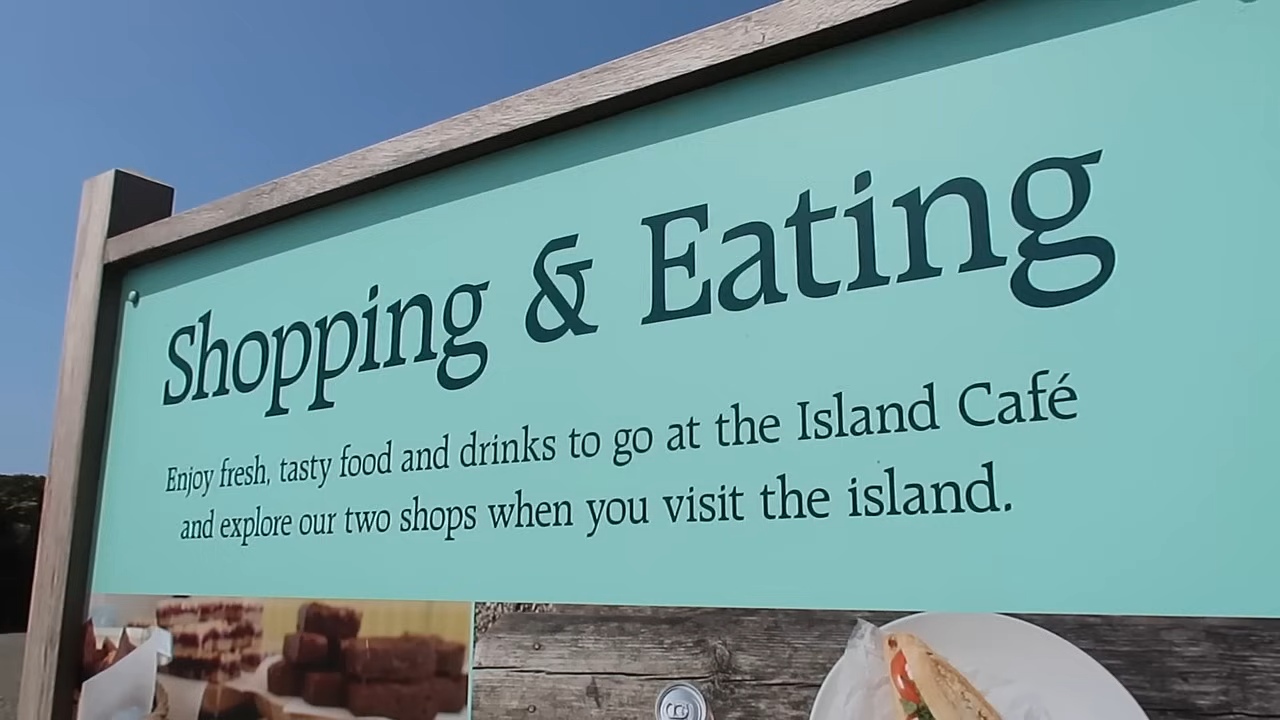 Shopping & Eating
Enjoy fresh, tasty food and drinks to go at the Island Café
and explore our two shops when you visit the island.